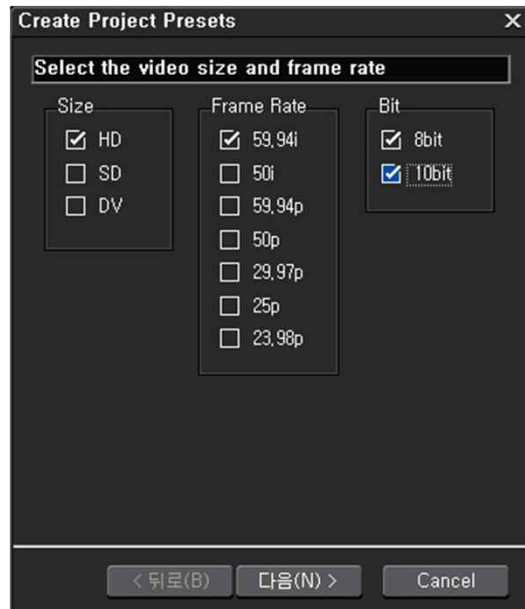 Create Project Presets
Select the video size and frame rate
Size
HD
SD
DV
Frame Rate
59,94i
50i
59,94p
50p
29,97p
25p
23,98p
Bit
8bit
10bit
< 뒤로(B)
다음(N) >
Cancel